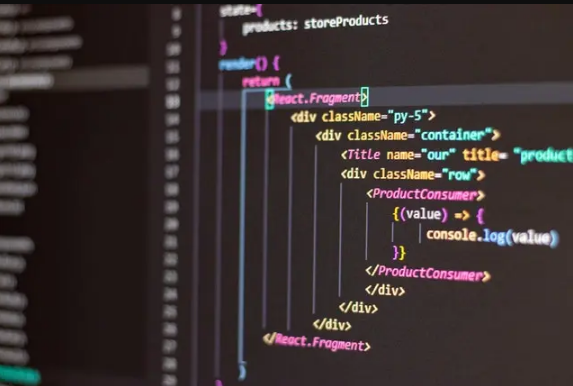 state={
products: storeProducts
}
render() {
return (
<React.Fragment>
<div className="py-5">
<div className="container">
<Title name="our" title= "product
<div className="row">
<ProductConsumer>
{(value) => {
console.log(value)
}}
</ProductConsumer>
</div>
</div>
</div>
</React.Fragment>
)
}